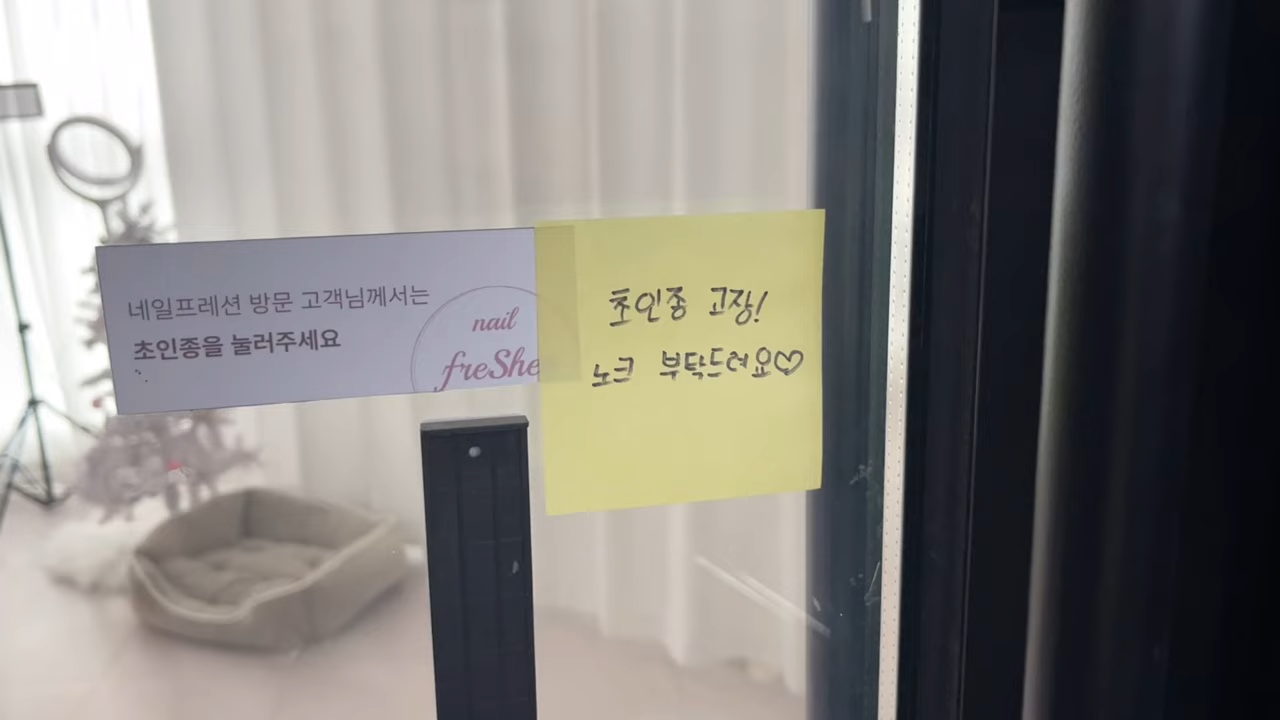 네일프레션 방문 고객님께서는
초인종을 눌러주세요
nail
freShe
초인종 고장!
노크 부탁드려요♡